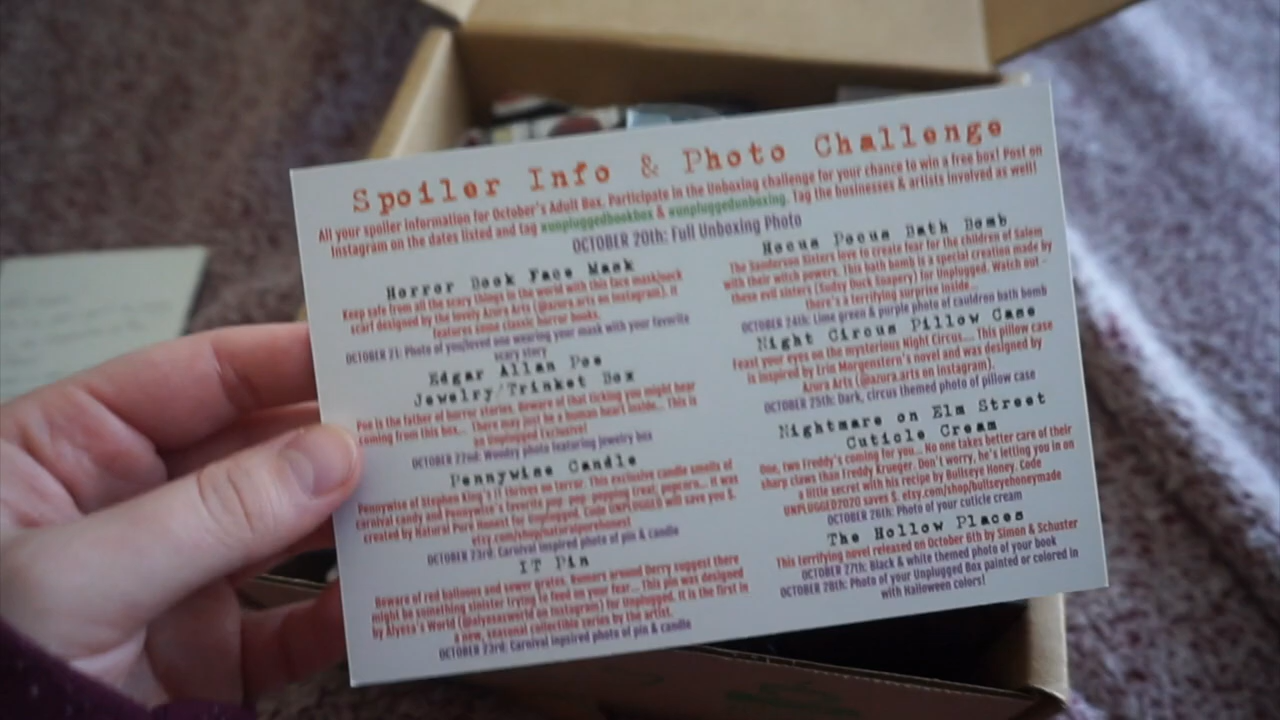 Spoiler Info & Photo Challenge
All your spoiler information for October's Adult Box. Participate in the Unboxing challenge for your chance to win a free box! Post on
Instagram on the dates listed and tag #unpluggedbookbox & #unpluggedunboxing. Tag the businesses & artists involved as well!
OCTOBER 20th: Full Unboxing Photo
Horror Book Face Mask
Keep safe from all the scary things in the world with this face mask/neck
scarf designed by the lovely Azura Arts (@azura.arts on Instagram). It
features some classic horror books.
OCTOBER 21: Photo of you/loved one wearing your mask with your favorite
scary story
Edgar Allan Poe
Jewelry/Trinket Box
Poe is the father of horror stories. Beware of that ticking you might hear
coming from this box... There may just be a human heart inside... This is
an Unplugged Exclusive!
OCTOBER 22nd: Woodsy photo featuring jewelry box
Pennywise Candle
Pennywise of Stephen King's It thrives on terror. This exclusive candle smells of
carnival candy and Pennywise's favorite pop-pop-popping treat, popcorn... It was
created by Natural Pure Honest for Unplugged. Code UNPLUGGED will save you $.
etsy.com/shop/naturalpurehonest
OCTOBER 23rd: Carnival inspired photo of pin & candle
IT Pin
Beware of red balloons and sewer grates. Rumors around Derry suggest there
might be something sinister trying to feed on your fear... This pin was designed
by Alyssa's World (@alyssasworld on Instagram) for Unplugged. It is the first in
a new, seasonal collectible series by the artist.
OCTOBER 23rd: Carnival inpsired photo of pin & candle
Hocus Pocus Bath Bomb
The Sanderson Sisters love to create fear for the children of Salem
with their witch powers. This bath bomb is a special creation made by
these evil sisters (Sudsy Duck Soapery) for Unplugged. Watch out -
there's a terrifying surprise inside...
OCTOBER 24th: Lime green & purple photo of cauldron bath bomb
Night Circus Pillow Case
Feast your eyes on the mysterious Night Circus.... This pillow case
is inspired by Erin Morgenstern's novel and was designed by
Azura Arts (@azura.arts on Instagram).
OCTOBER 25th: Dark, circus themed photo of pillow case
Nightmare on Elm Street
Cuticle Cream
One, two Freddy's coming for you... No one takes better care of their
sharp claws than Freddy Krueger. Don't worry, he's letting you in on
a little secret with his recipe by Bullseye Honey. Code
UNPLUGGED2020 saves $. etsy.com/shop/bullseyehoneymade
OCTOBER 26th: Photo of your cuticle cream
The Hollow Places
This terrifying novel released on October 6th by Simon & Schuster
OCTOBER 27th: Black & white themed photo of your book
OCTOBER 28th: Photo of your Unplugged Box painted or colored in
with Halloween colors!